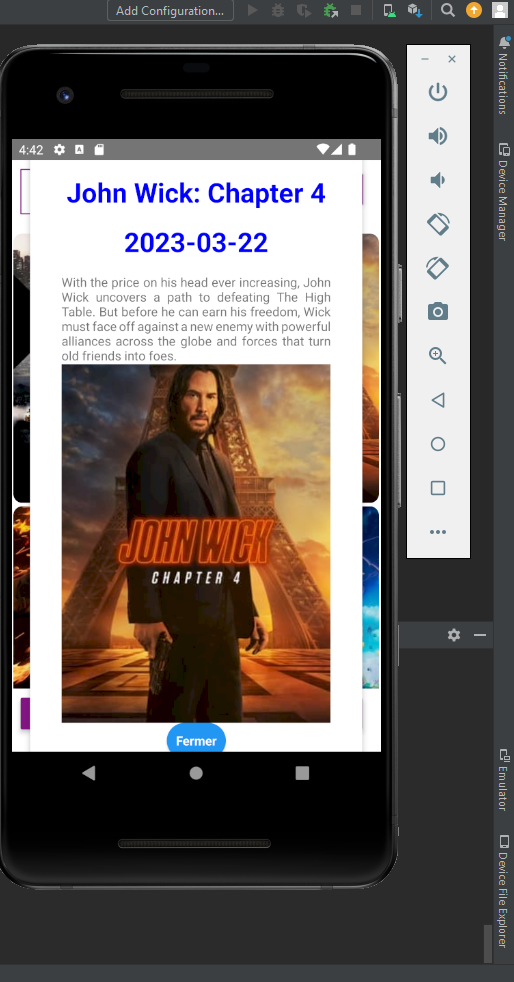 Add Configuration...
4:42
John Wick: Chapter 4
2023-03-22
With the price on his head ever increasing, John
Wick uncovers a path to defeating The High
Table. But before he can earn his freedom, Wick
must face off against a new enemy with powerful
alliances across the globe and forces that turn
old friends into foes.
JOHN WICK
CHAPTER 4
Fermer
Notifications
Device Manager
Emulator
Device File Explorer